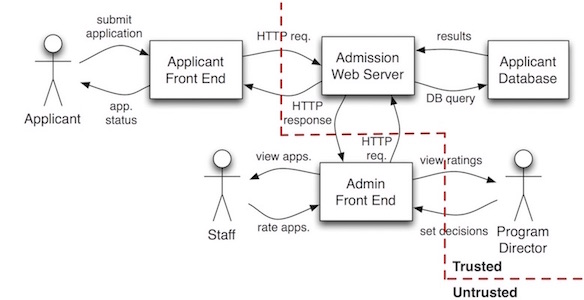 submit
application
Applicant
app.
status
Applicant
Front End
HTTP req.
HTTP
response
Admission
Web Server
results
DB query
Applicant
Database
HTTP
req.
view apps.
rate apps.
Staff
Admin
Front End
view ratings
set decisions
Program
Director
Trusted
Untrusted